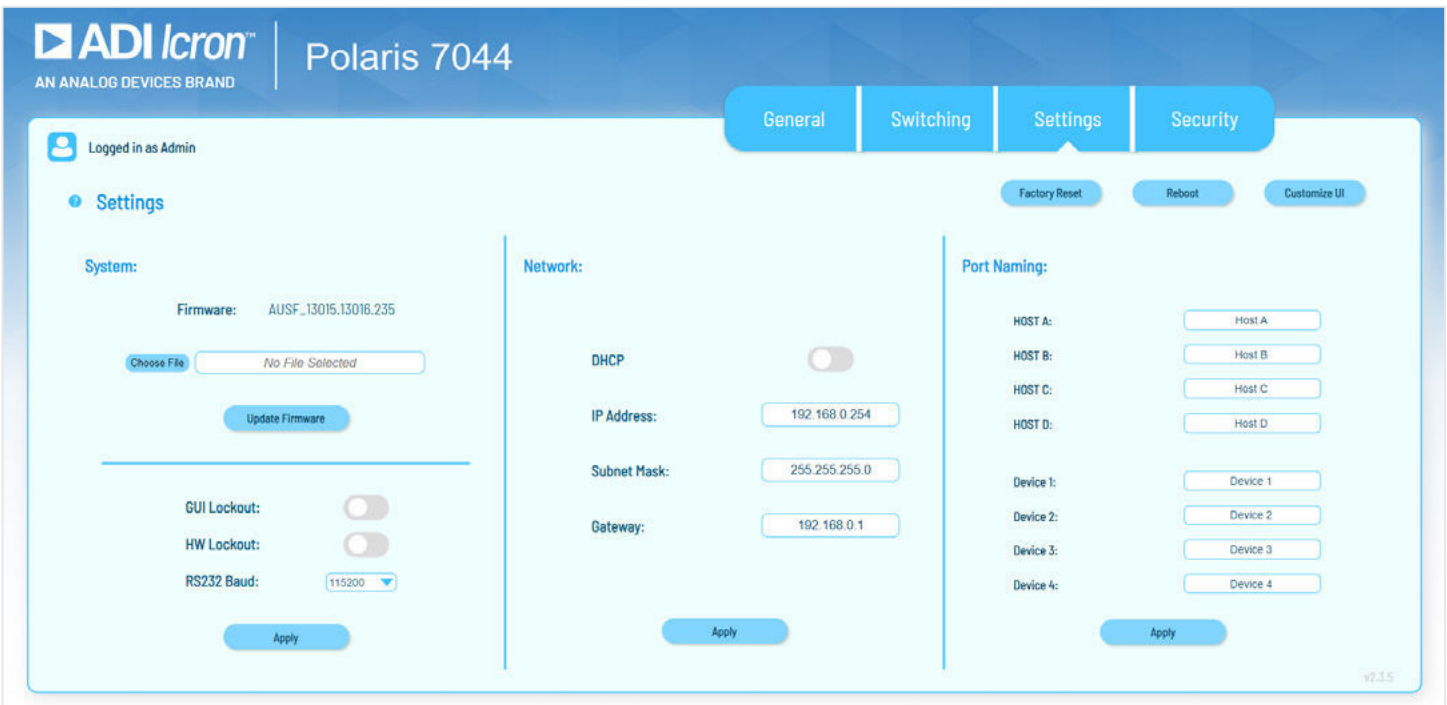 ADI Icron™
AN ANALOG DEVICES BRAND
Polaris 7044
General
Switching
Settings
Security
Logged in as Admin
? Settings
Factory Reset
Reboot
Customize UI
System:
Firmware: AUSF_13015.13016.235
Choose File No File Selected
Update Firmware
GUI Lockout:
HW Lockout:
RS232 Baud: 115200
Apply
Network:
DHCP
IP Address: 192.168.0.254
Subnet Mask: 255.255.255.0
Gateway: 192.168.0.1
Apply
Port Naming:
HOST A: Host A
HOST B: Host B
HOST C: Host C
HOST D: Host D
Device 1: Device 1
Device 2: Device 2
Device 3: Device 3
Device 4: Device 4
Apply
v2.3.5